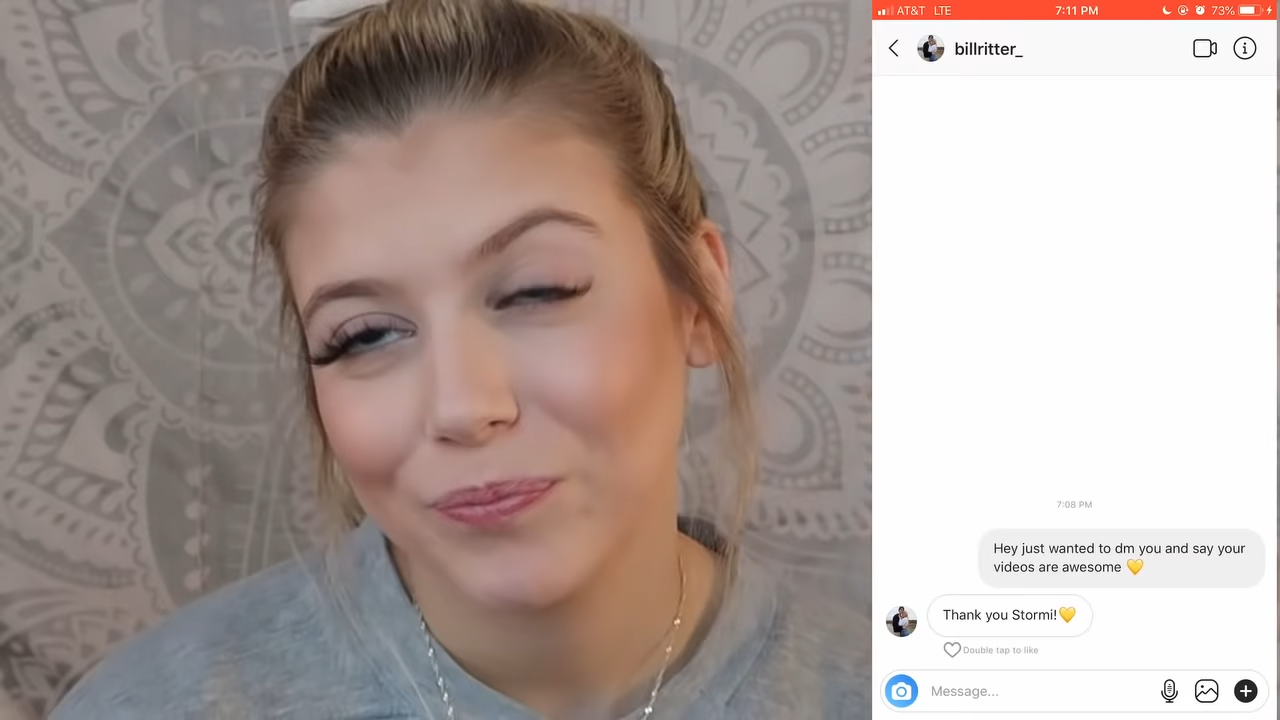 AT&T LTE 7:11 PM 73%
billritter_
7:08 PM
Hey just wanted to dm you and say your
videos are awesome 💛
Thank you Stormi!💛
Double tap to like
Message...